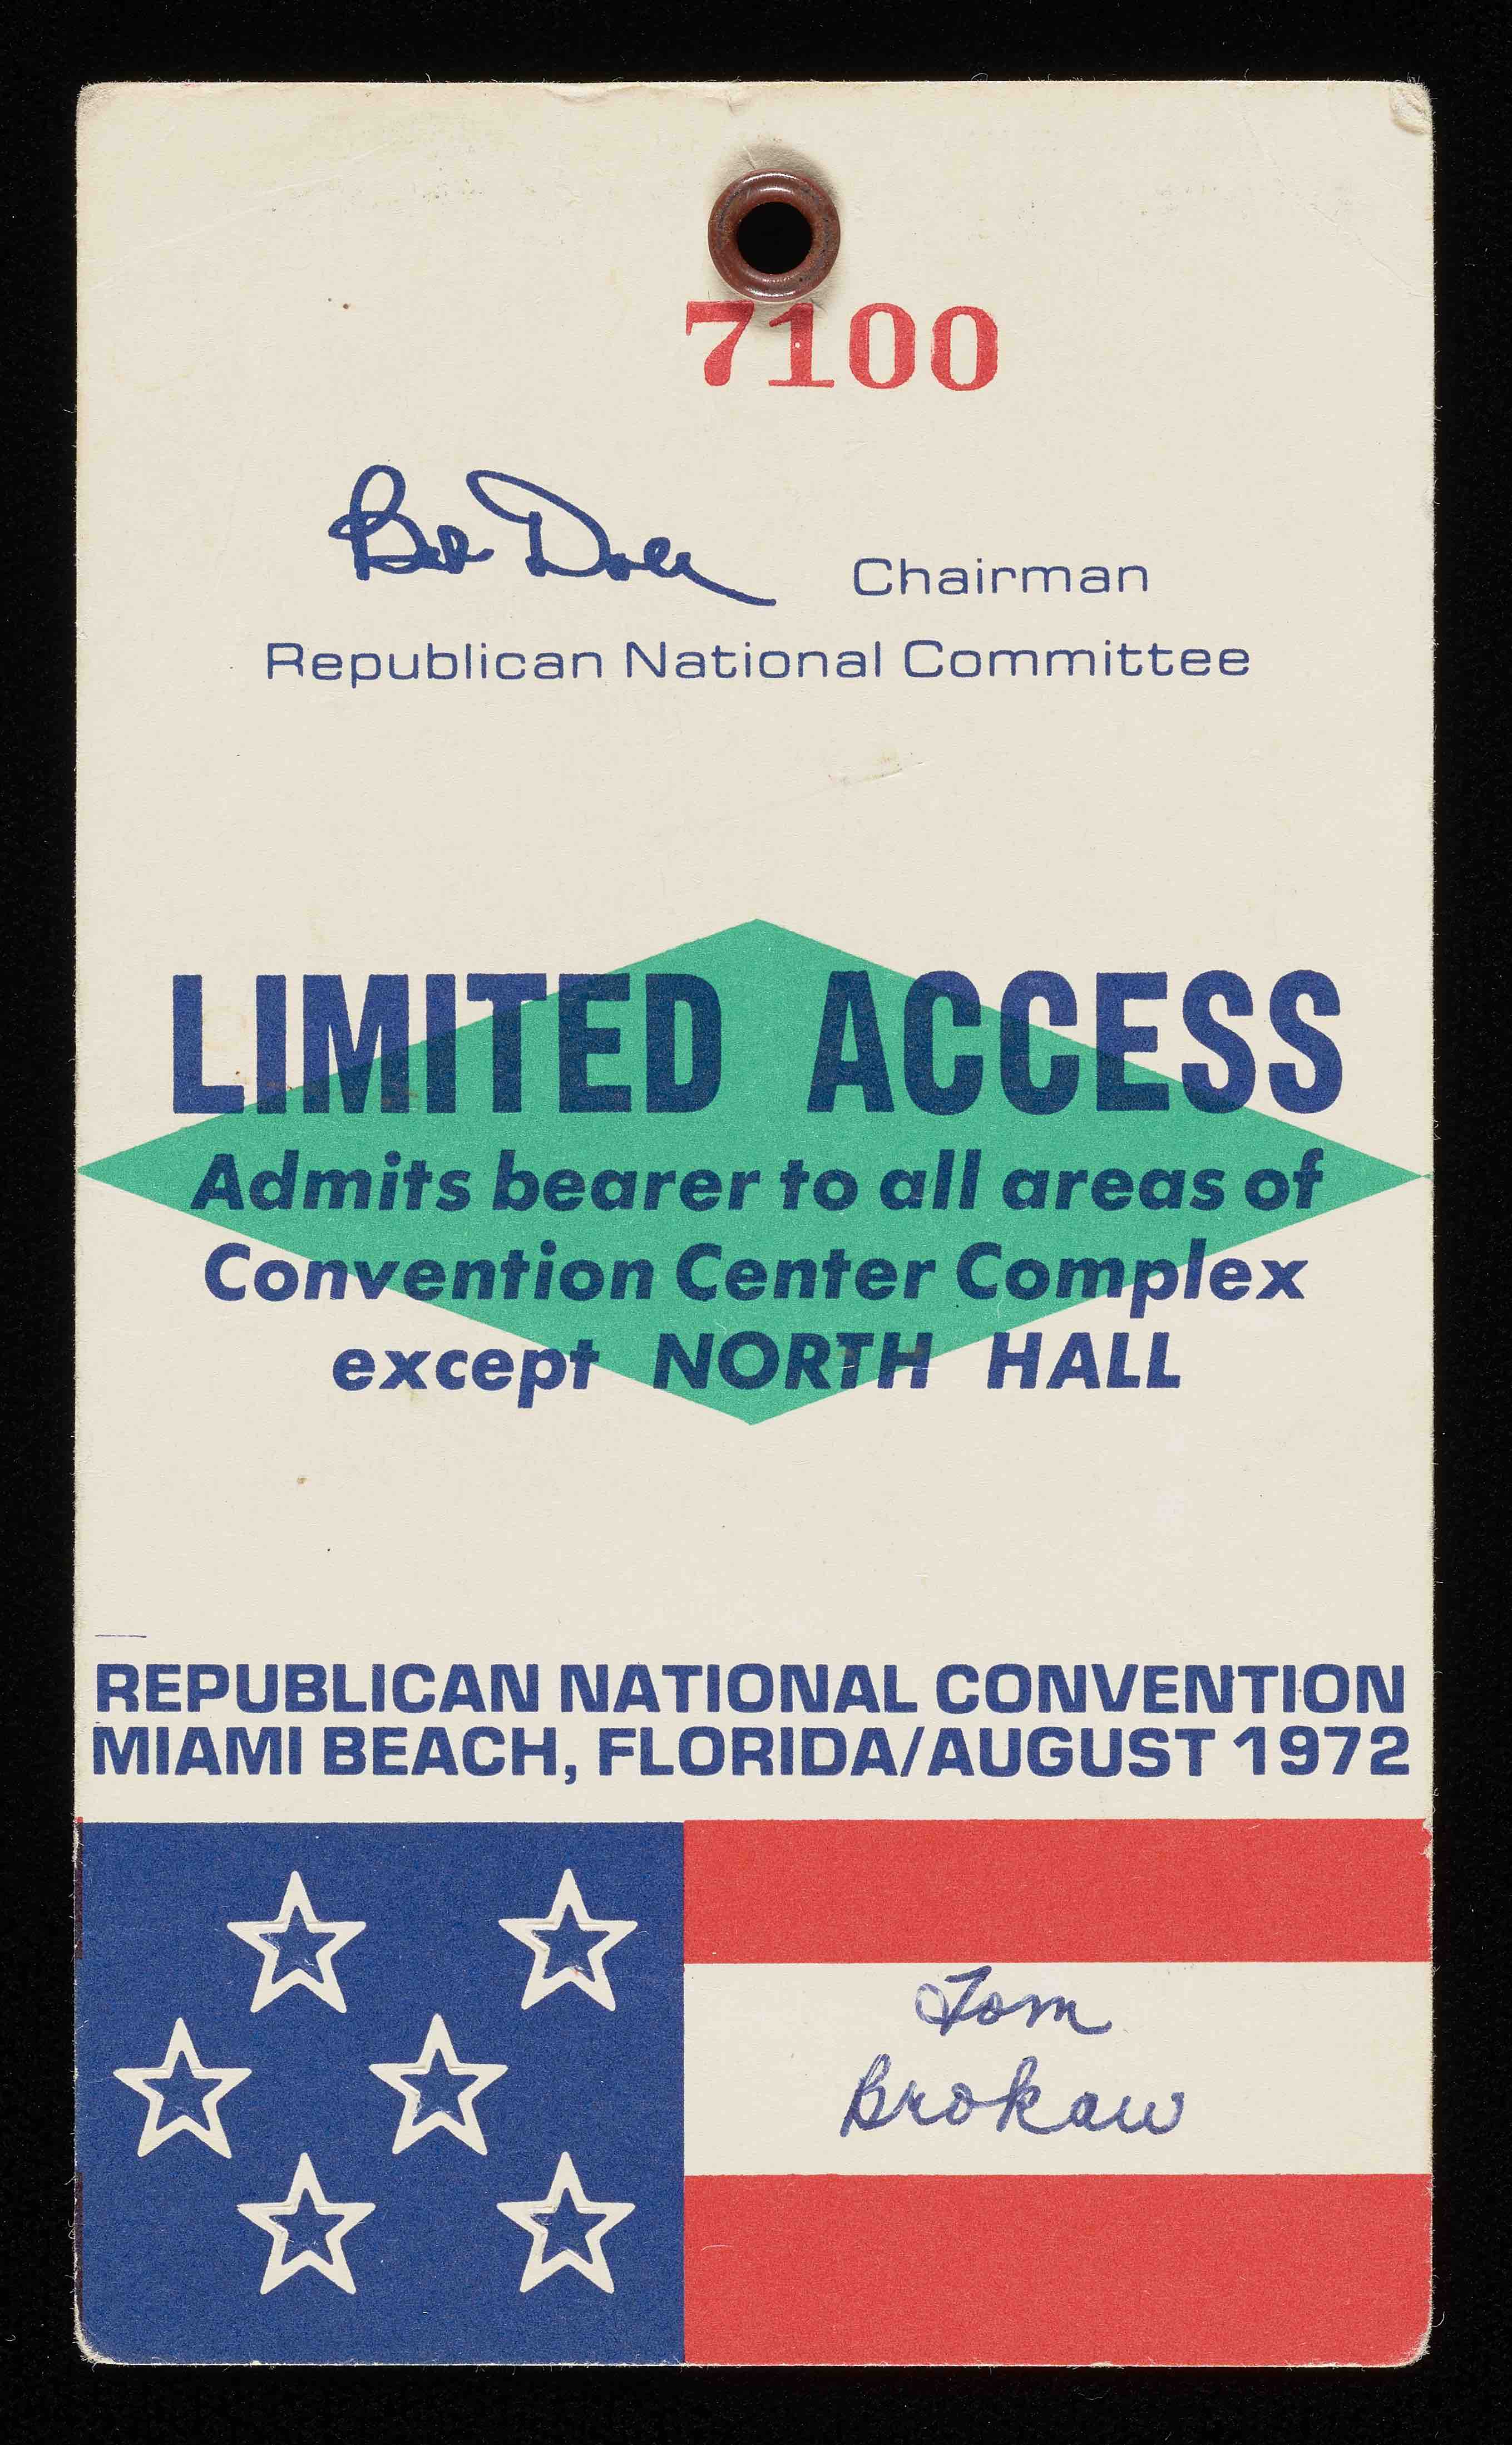 7100
Bob Dole Chairman
Republican National Committee
LIMITED ACCESS
Admits bearer to all areas of
Convention Center Complex
except NORTH HALL
REPUBLICAN NATIONAL CONVENTION
MIAMI BEACH, FLORIDA/AUGUST 1972
Tom
Brokaw